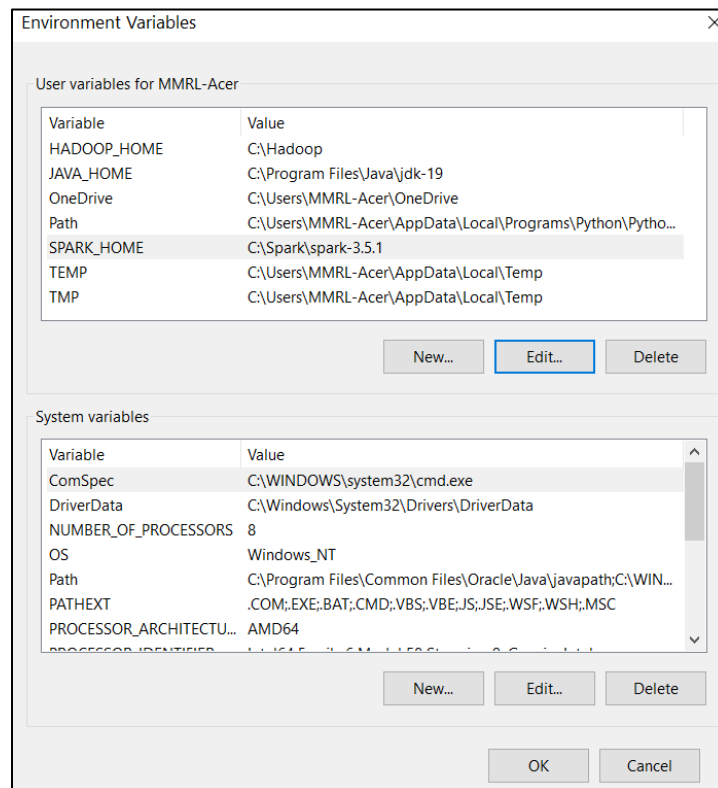 Environment Variables
User variables for MMRL-Acer
Variable Value
HADOOP_HOME C:\Hadoop
JAVA_HOME C:\Program Files\Java\jdk-19
OneDrive C:\Users\MMRL-Acer\OneDrive
Path C:\Users\MMRL-Acer\AppData\Local\Programs\Python\Pytho...
SPARK_HOME C:\Spark\spark-3.5.1
TEMP C:\Users\MMRL-Acer\AppData\Local\Temp
TMP C:\Users\MMRL-Acer\AppData\Local\Temp
New... Edit... Delete
System variables
Variable Value
ComSpec C:\WINDOWS\system32\cmd.exe
DriverData C:\Windows\System32\Drivers\DriverData
NUMBER_OF_PROCESSORS 8
OS Windows_NT
Path C:\Program Files\Common Files\Oracle\Java\javapath;C:\WIN...
PATHEXT .COM;.EXE;.BAT;.CMD;.VBS;.VBE;.JS;.JSE;.WSF;.WSH;.MSC
PROCESSOR_ARCHITECTU... AMD64
New... Edit... Delete
OK Cancel